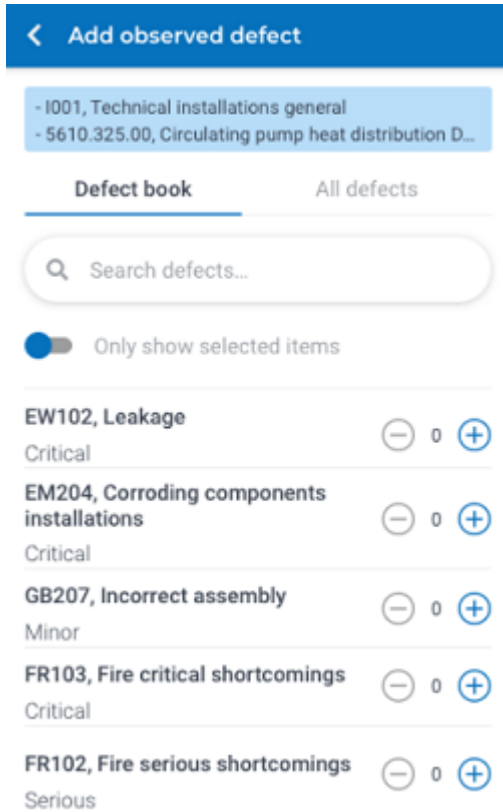 Add observed defect
- I001, Technical installations general
- 5610.325.00, Circulating pump heat distribution D...
Defect book All defects
Search defects...
Only show selected items
EW102, Leakage
Critical
0
EM204, Corroding components
installations
Critical
0
GB207, Incorrect assembly
Minor
0
FR103, Fire critical shortcomings
Critical
0
FR102, Fire serious shortcomings
Serious
0